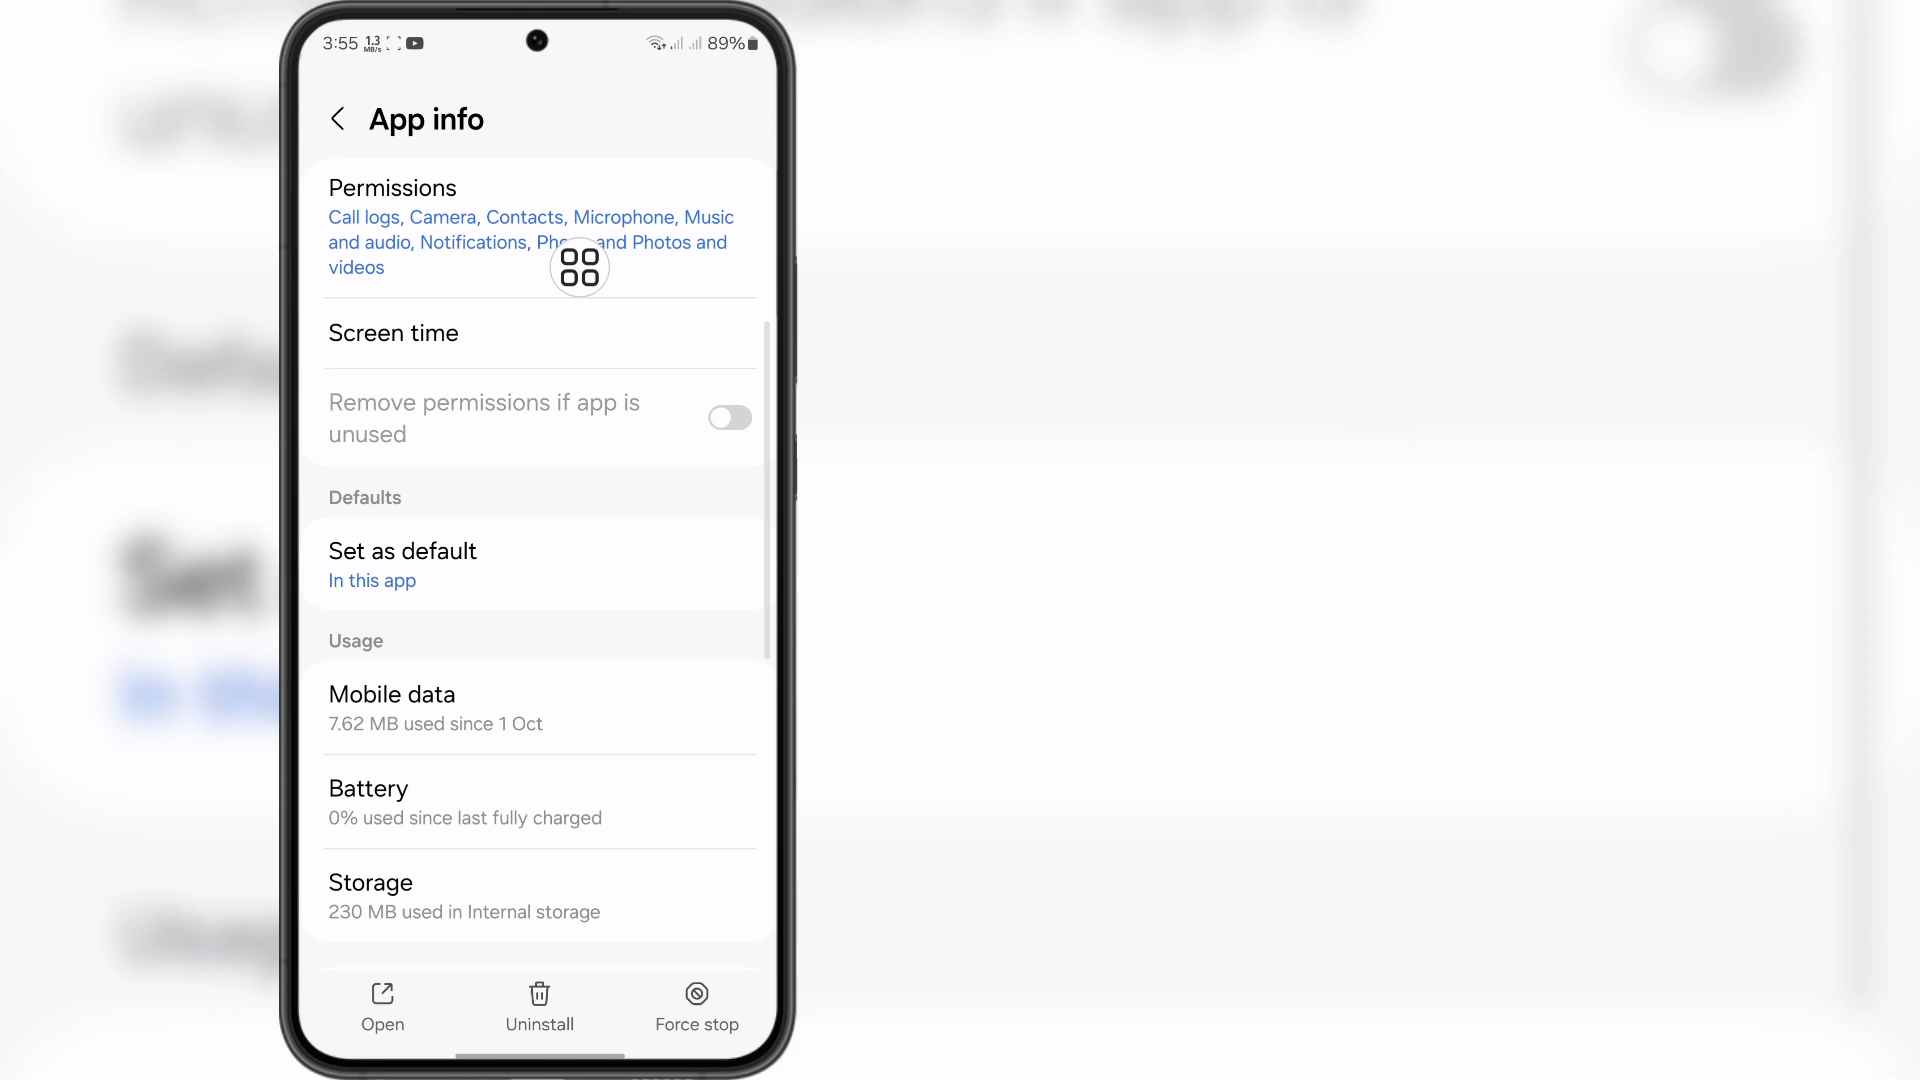 3:55 1.3 MB/s 89%
App info
Permissions
Call logs, Camera, Contacts, Microphone, Music
and audio, Notifications, Pho and Photos and
videos
Screen time
Remove permissions if app is
unused
Defaults
Set as default
In this app
Usage
Mobile data
7.62 MB used since 1 Oct
Battery
0% used since last fully charged
Storage
230 MB used in Internal storage
Open Uninstall Force stop